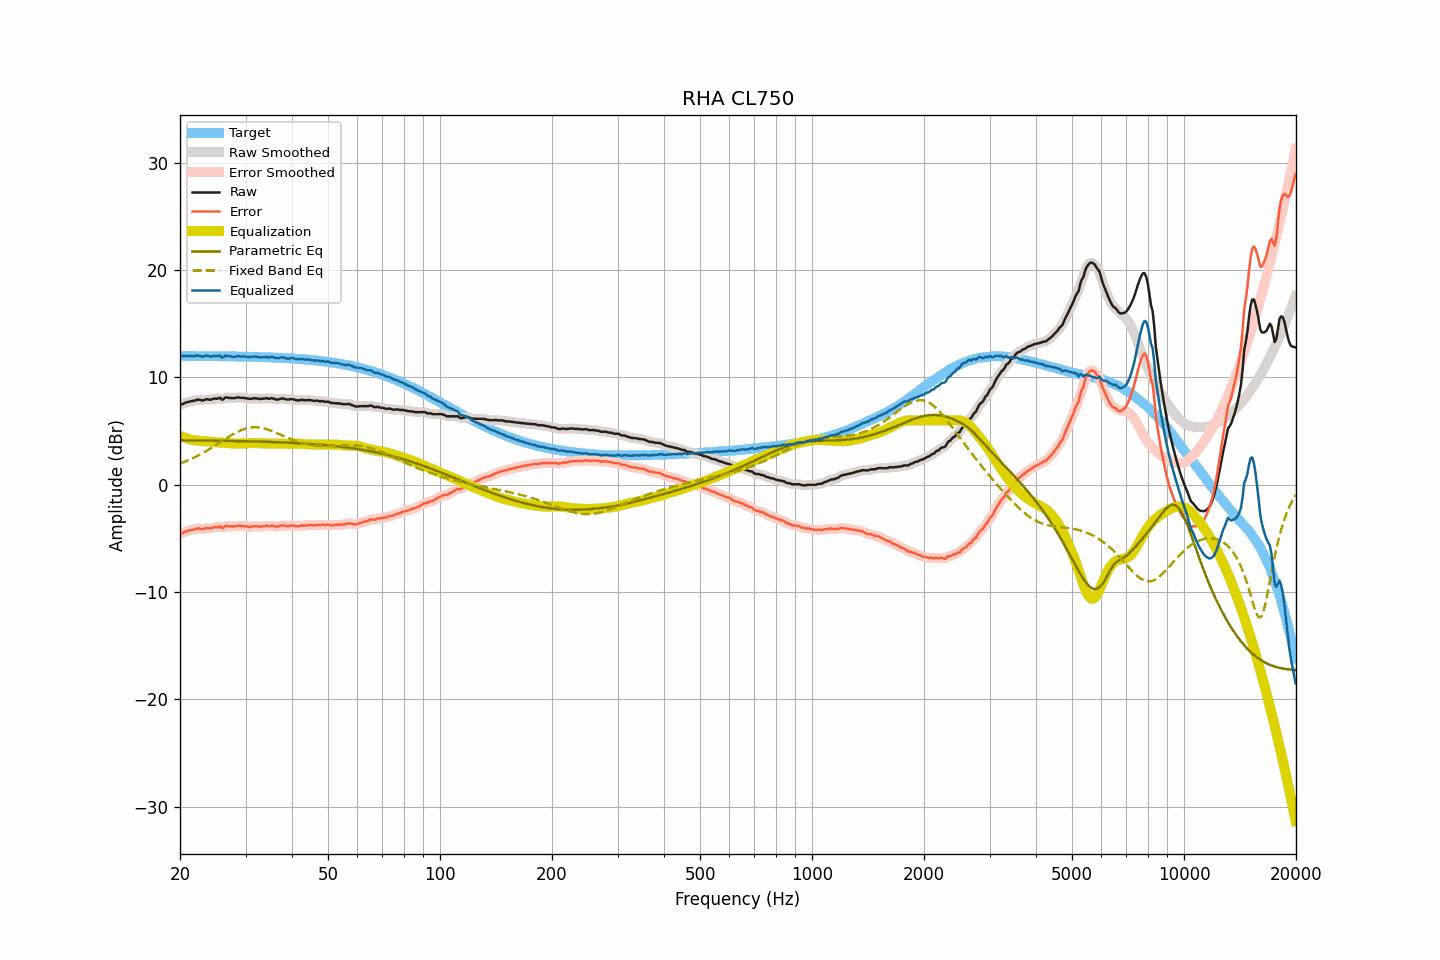 RHA CL750
Target
Raw Smoothed
Error Smoothed
Raw
Error
Equalization
Parametric Eq
Fixed Band Eq
Equalized
30
20
10
0
−10
−20
−30
Amplitude (dBr)
20 50 100 200 500 1000 2000 5000 10000 20000
Frequency (Hz)